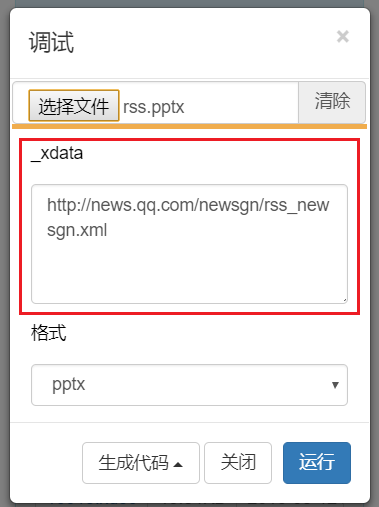 调试
×
选择文件 rss.pptx 清除
_xdata
http://news.qq.com/newsgn/rss_new
sgn.xml
格式
pptx
生成代码 关闭 运行